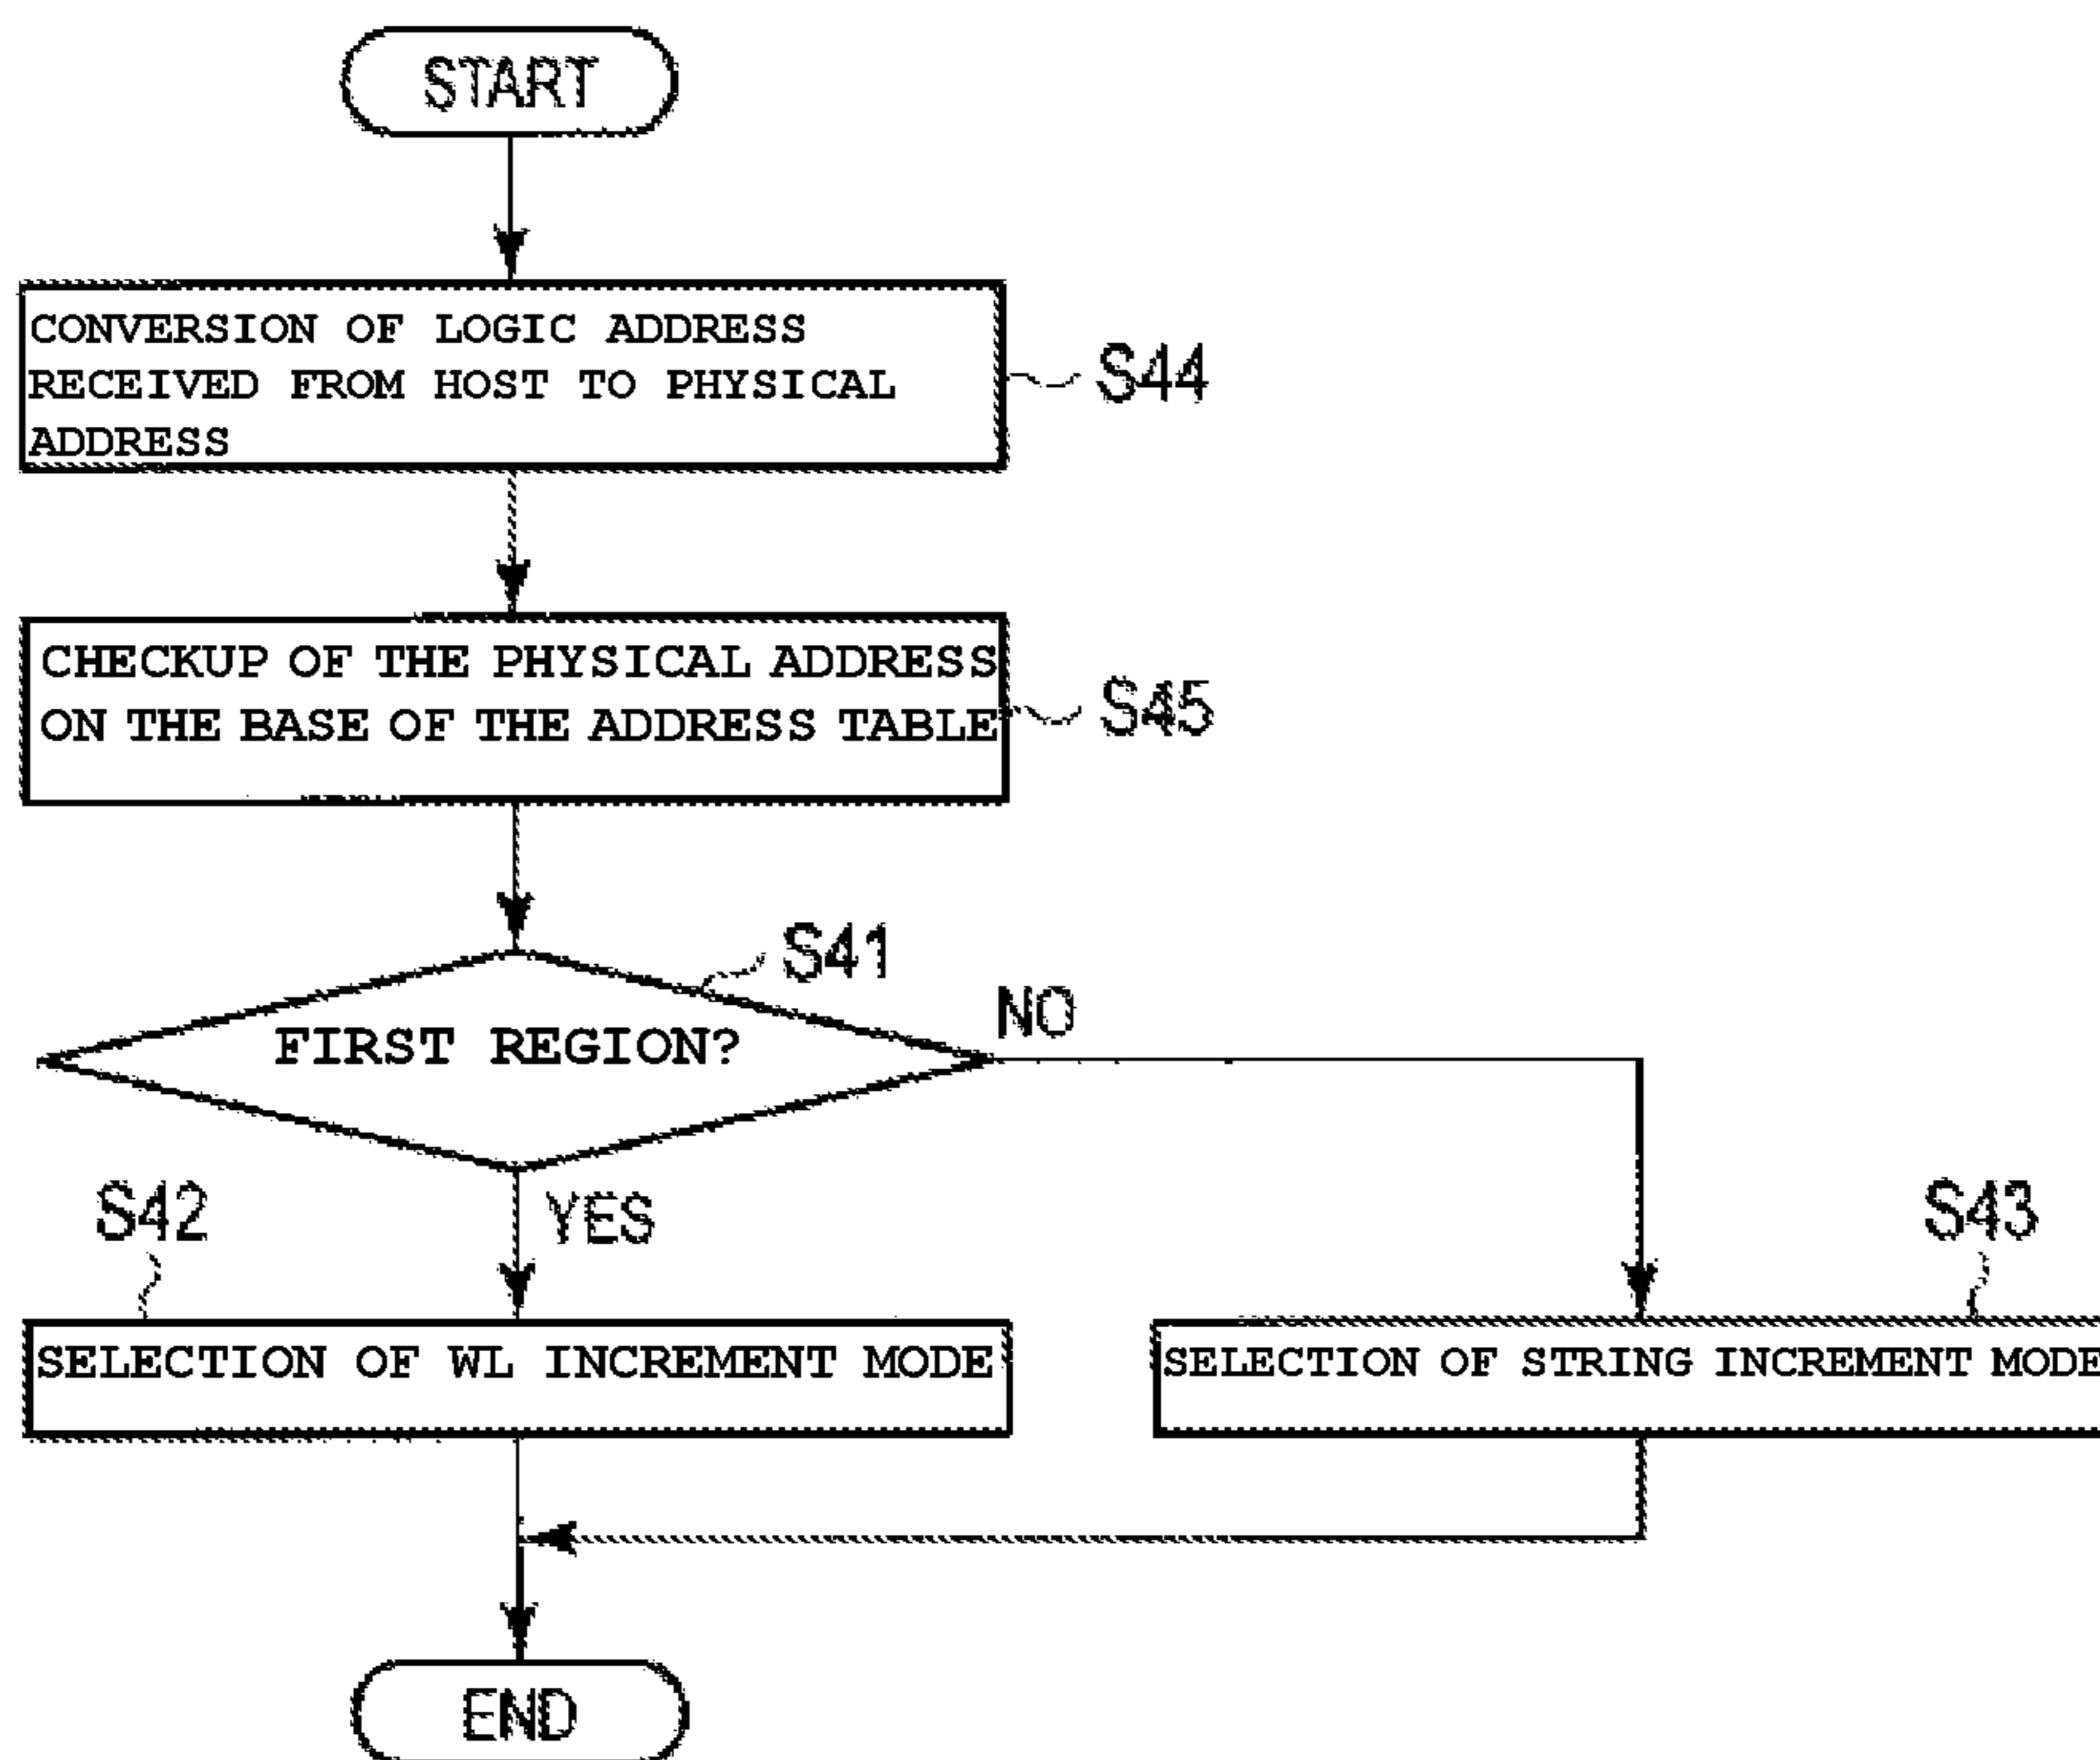 START
CONVERSION OF LOGIC ADDRESS
RECEIVED FROM HOST TO PHYSICAL
ADDRESS
S44
CHECKUP OF THE PHYSICAL ADDRESS
ON THE BASE OF THE ADDRESS TABLE
S45
S41
FIRST REGION?
NO
YES
S42
S43
SELECTION OF WL INCREMENT MODE
SELECTION OF STRING INCREMENT MODE
END